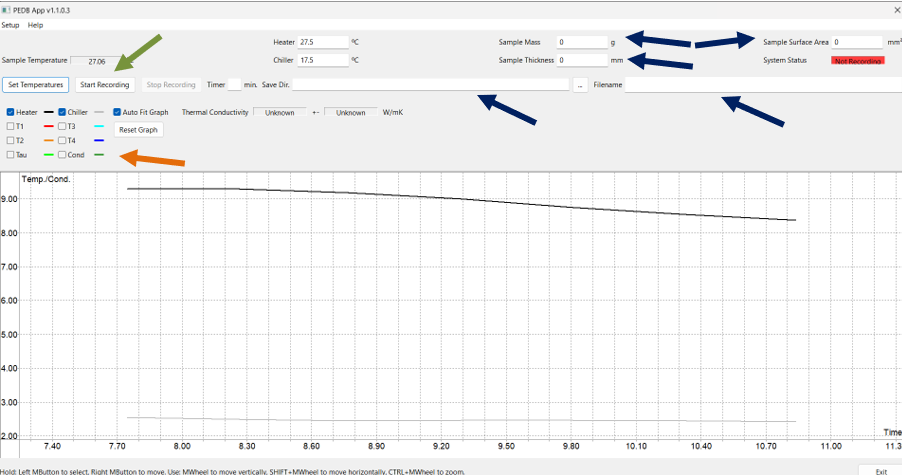 PEDB App v1.1.0.3
Setup Help
Heater 27.5 ºC Sample Mass 0 g Sample Surface Area 0 mm²
Sample Temperature 27.06 Chiller 17.5 ºC Sample Thickness 0 mm System Status Not Recording
Set Temperatures Start Recording Stop Recording Timer min. Save Dir. ... Filename
Heater Chiller Auto Fit Graph Thermal Conductivity Unknown +- Unknown W/mK
T1 T3 Reset Graph
T2 T4
Tau Cond
Temp./Cond.
9.00
8.00
7.00
6.00
5.00
4.00
3.00
2.00
Time
7.40 7.70 8.00 8.30 8.60 8.90 9.20 9.50 9.80 10.10 10.40 10.70 11.00 11.3
Hold: Left MButton to select, Right MButton to move. Use: MWheel to move vertically, SHIFT+MWheel to move horizontally, CTRL+MWheel to zoom. Exit